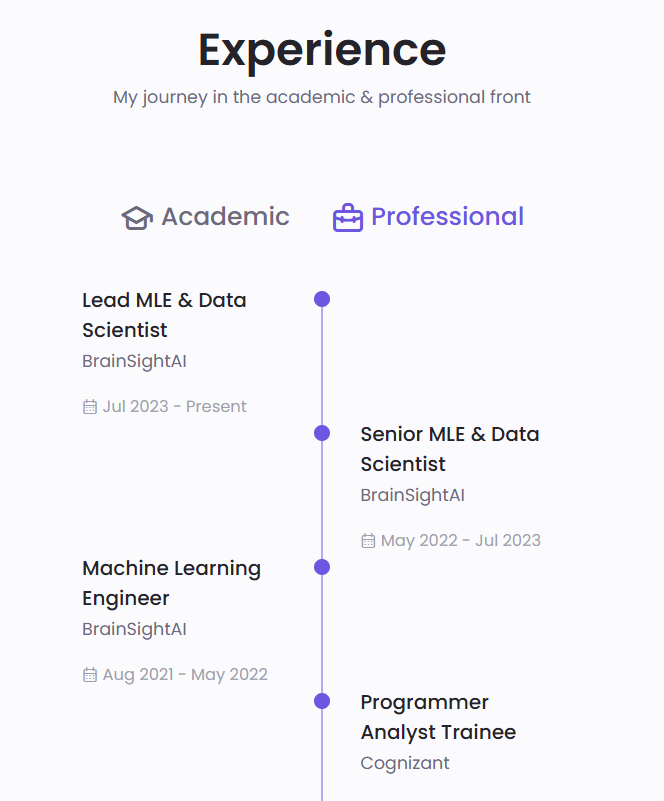 Experience
My journey in the academic & professional front
Academic
Professional
Lead MLE & Data
Scientist
BrainSightAI
Jul 2023 - Present
Senior MLE & Data
Scientist
BrainSightAI
May 2022 - Jul 2023
Machine Learning
Engineer
BrainSightAI
Aug 2021 - May 2022
Programmer
Analyst Trainee
Cognizant